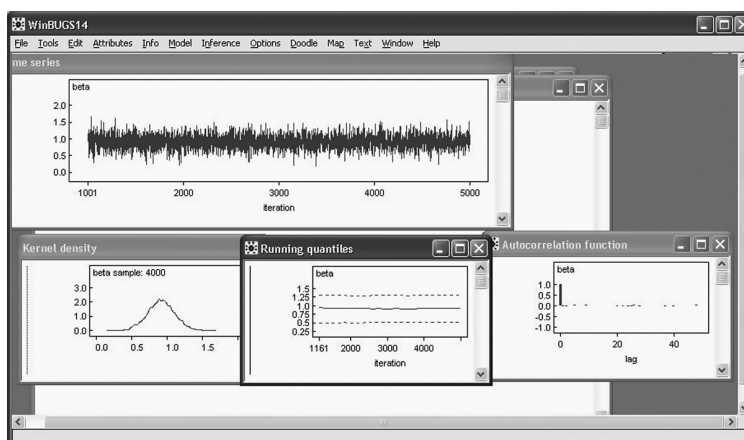 WinBUGS14
File Tools Edit Attributes Info Model Inference Options Doodle Map Text Window Help
me series
beta
2.0
1.5
1.0
0.5
0.0
1001 2000 3000 4000 5000
iteration
Kernel density
beta sample: 4000
3.0
2.0
1.0
0.0
0.0 0.5 1.0 1.5
Running quantiles
beta
1.5
1.25
0.75
0.5
0.25
1161 2000 3000 4000
iteration
Autocorrelation function
beta
1.0
0.5
0.0
-0.5
-1.0
0 20 40
lag